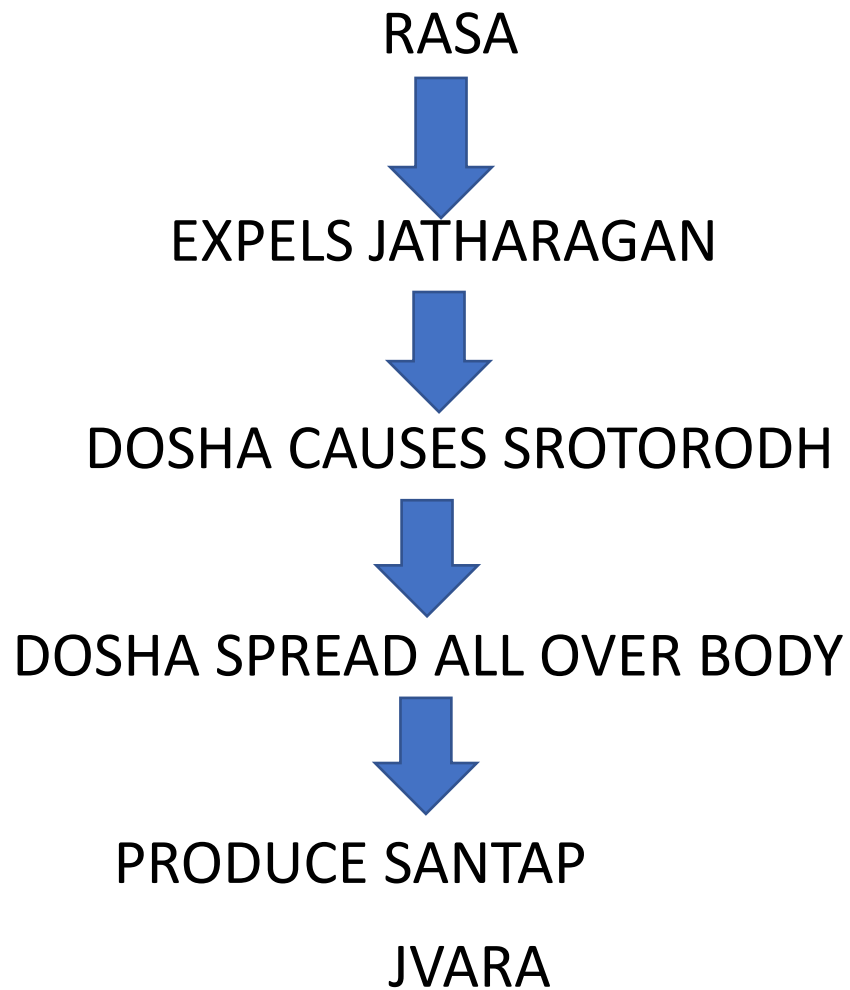 RASA
EXPELS JATHARAGAN
DOSHA CAUSES SROTORODH
DOSHA SPREAD ALL OVER BODY
PRODUCE SANTAP
JVARA